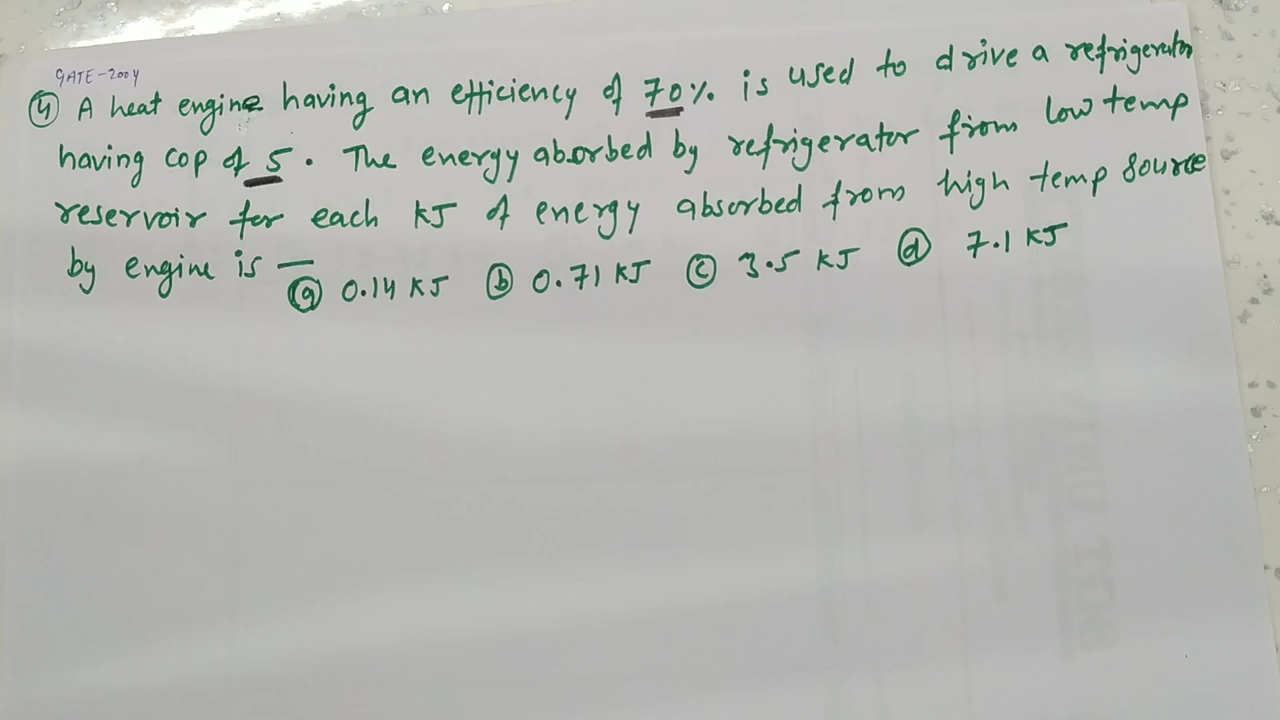 GATE-2004
④ A heat engine having an efficiency of 70% is used to drive a refrigerator
having cop of 5. The energy aborbed by refrigerator from low temp
reservoir for each KJ of energy absorbed from high temp source
by engine is —
ⓐ 0.14 KJ ⓑ 0.71 KJ ⓒ 3.5 KJ ⓓ 7.1 KJ